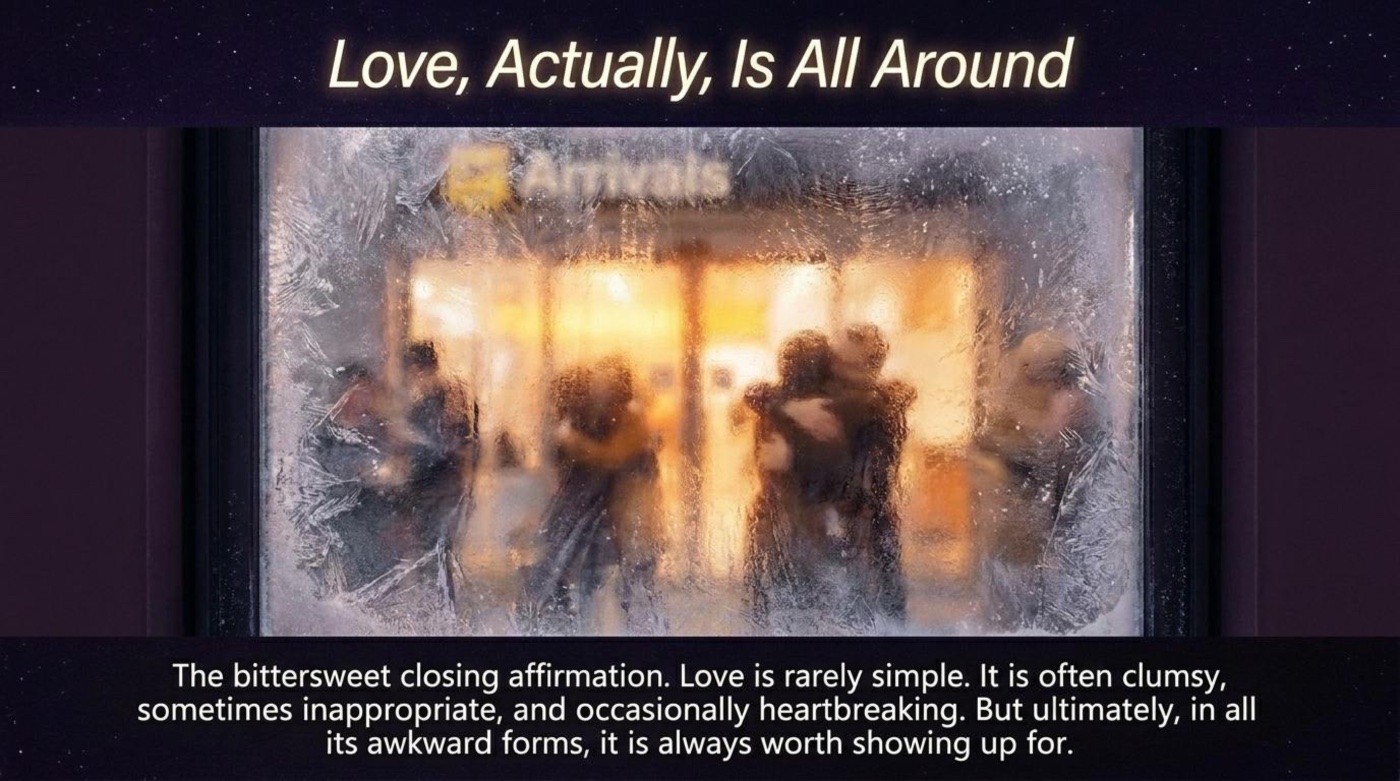 Love, Actually, Is All Around
Arrivals
The bittersweet closing affirmation. Love is rarely simple. It is often clumsy,
sometimes inappropriate, and occasionally heartbreaking. But ultimately, in all
its awkward forms, it is always worth showing up for.